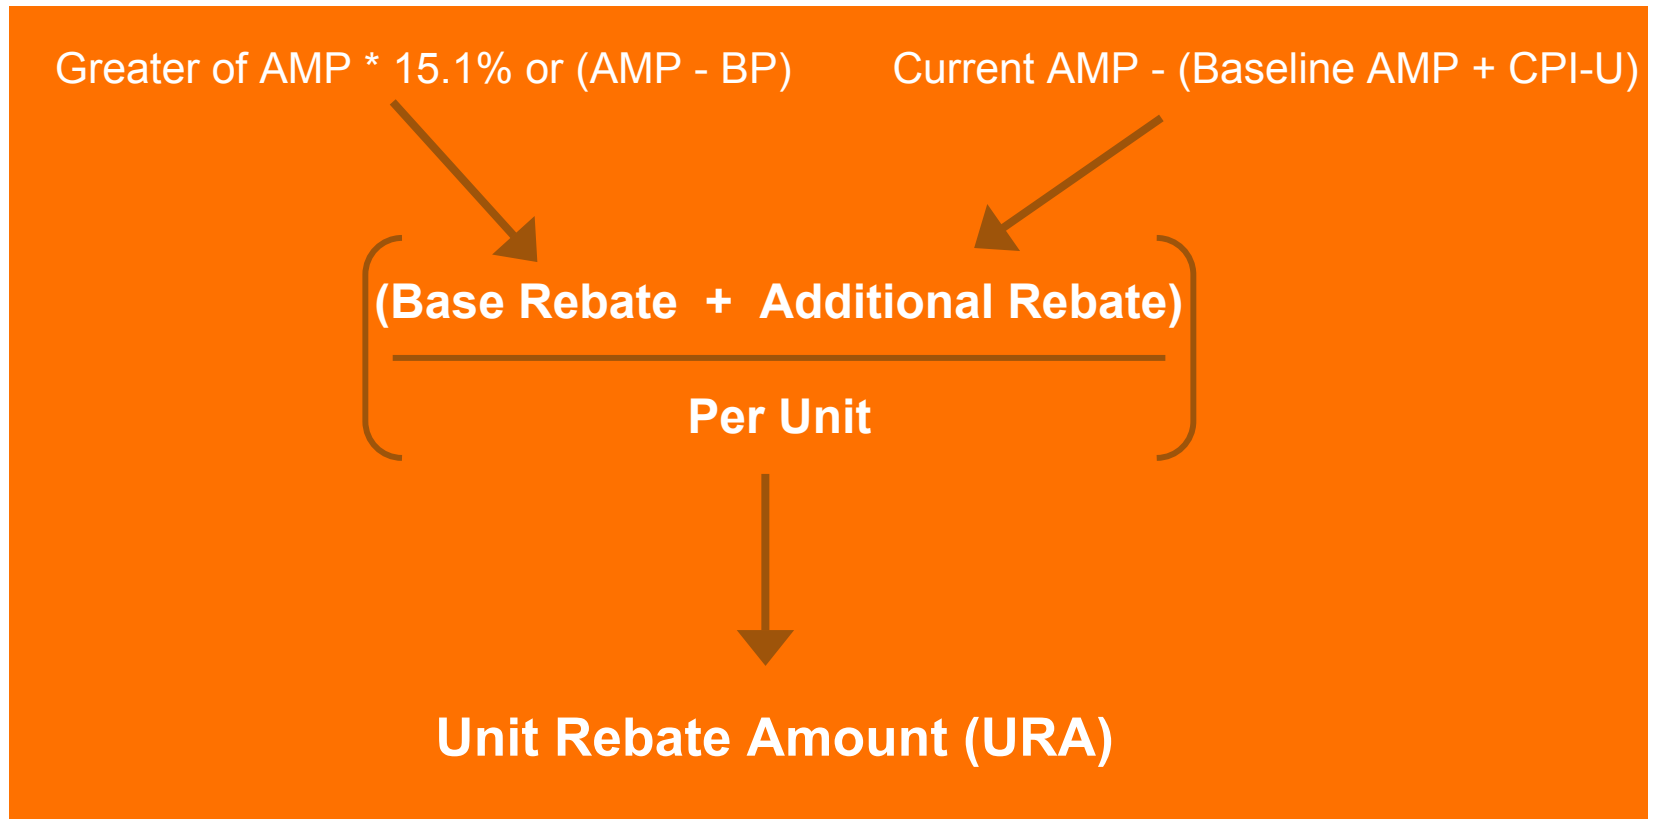 Greater of AMP * 15.1% or (AMP - BP)
Current AMP - (Baseline AMP + CPI-U)
(Base Rebate + Additional Rebate)
Per Unit
Unit Rebate Amount (URA)